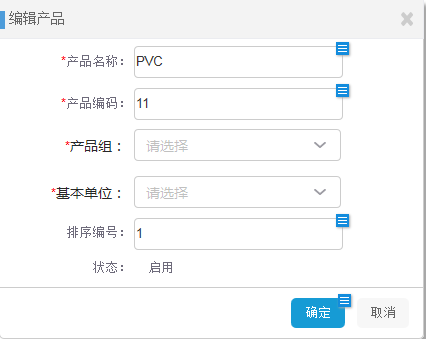 编辑产品
*产品名称： PVC
*产品编码： 11
*产品组： 请选择
*基本单位： 请选择
排序编号： 1
状态： 启用
确定 取消